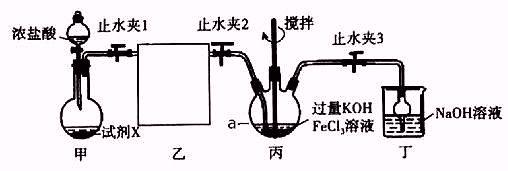 止水夹1
止水夹2
搅拌
止水夹3
浓盐酸
试剂X
a
过量KOH
FeCl₃溶液
NaOH溶液
甲
乙
丙
丁